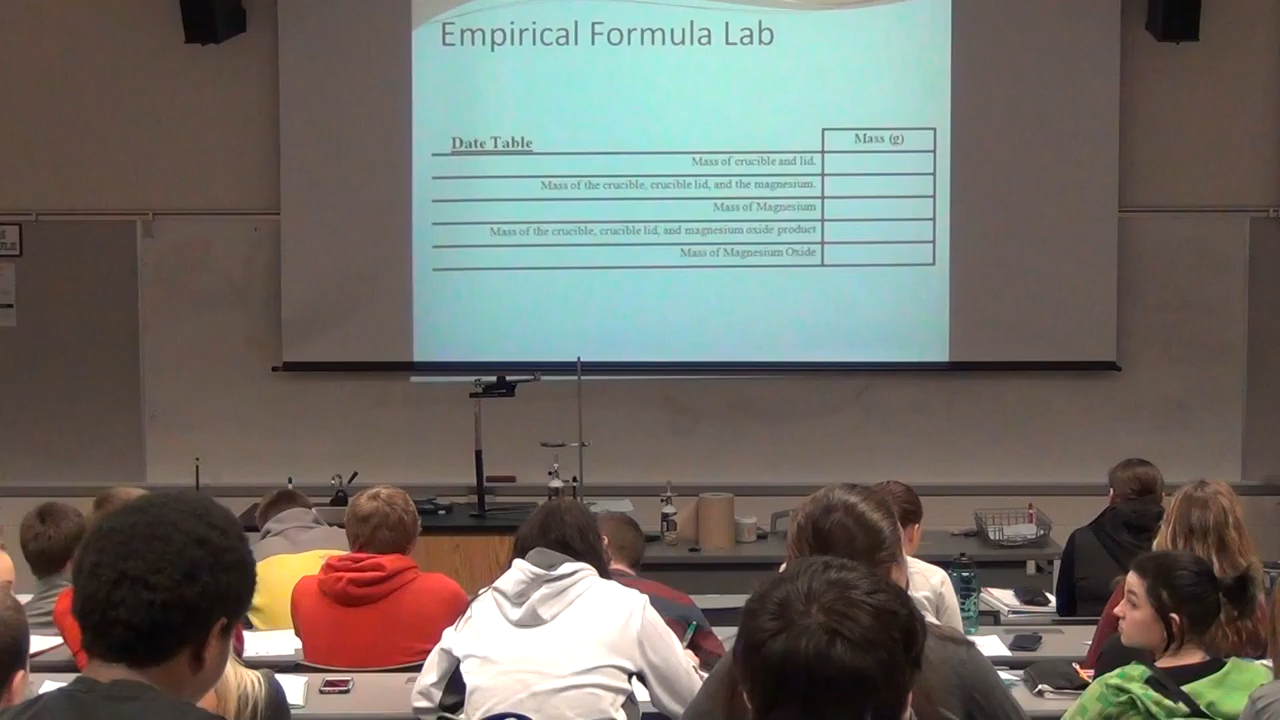 Empirical Formula Lab
Date Table
Mass (g)
Mass of crucible and lid.
Mass of the crucible, crucible lid, and the magnesium.
Mass of Magnesium
Mass of the crucible, crucible lid, and magnesium oxide product
Mass of Magnesium Oxide